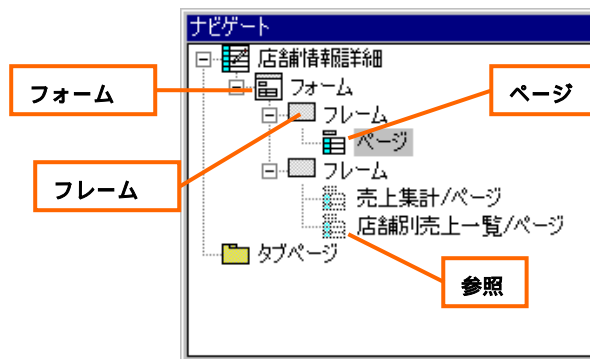 ナビゲート
店舗情報詳細
フォーム
フォーム
ページ
フレーム
ページ
フレーム
フレーム
売上集計/ページ
店舗別売上一覧/ページ
タブページ
参照